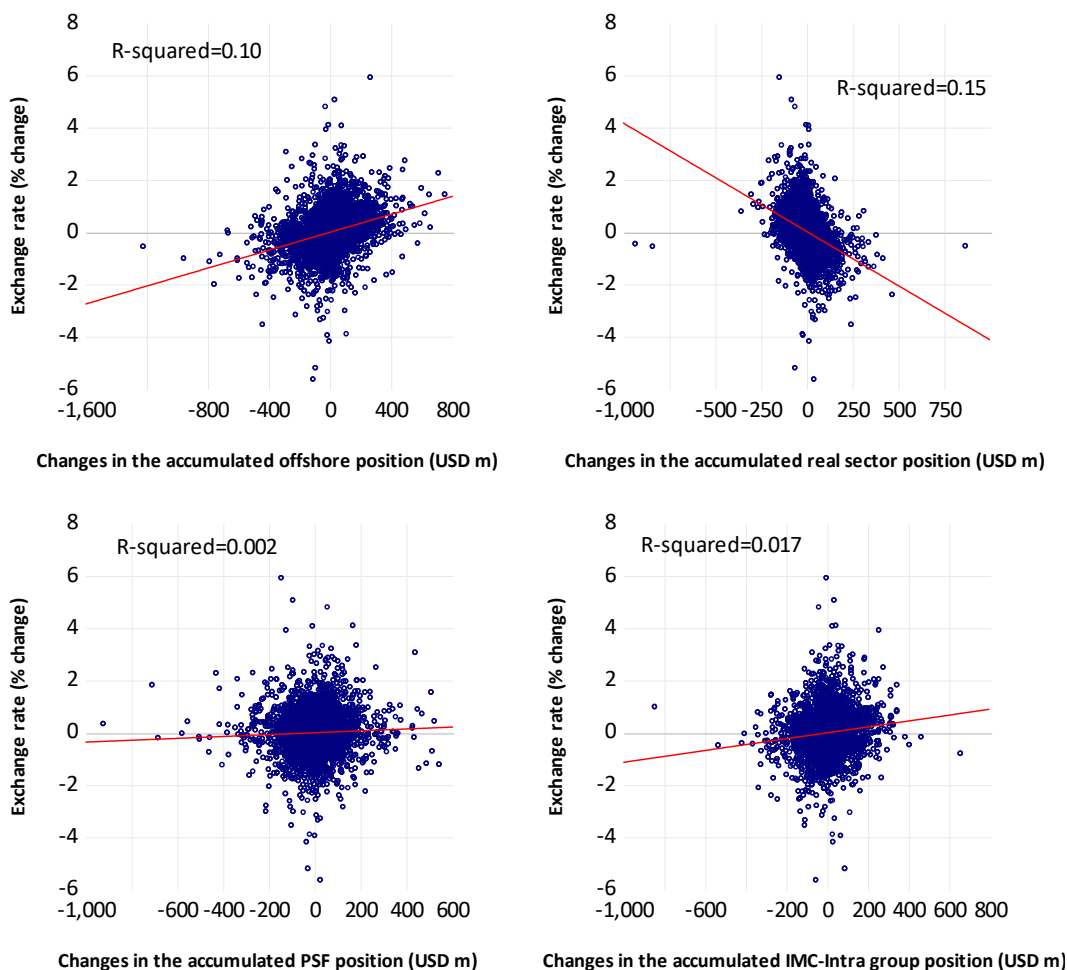 8
R-squared=0.10
6
4
2
0
-2
-4
-6
-1,600 -800 -400 0 400 800
Exchange rate (% change)
Changes in the accumulated offshore position (USD m)
8
R-squared=0.15
6
4
2
0
-2
-4
-6
-1,000 -500 -250 0 250 750
Exchange rate (% change)
Changes in the accumulated real sector position (USD m)
8
R-squared=0.002
6
4
2
0
-2
-4
-6
-1,000 -600 -400 -200 0 200 400 600
Exchange rate (% change)
Changes in the accumulated PSF position (USD m)
8
R-squared=0.017
6
4
2
0
-2
-4
-6
-1,000 -600 -400 -200 0 200 400 600 800
Exchange rate (% change)
Changes in the accumulated IMC-Intra group position (USD m)